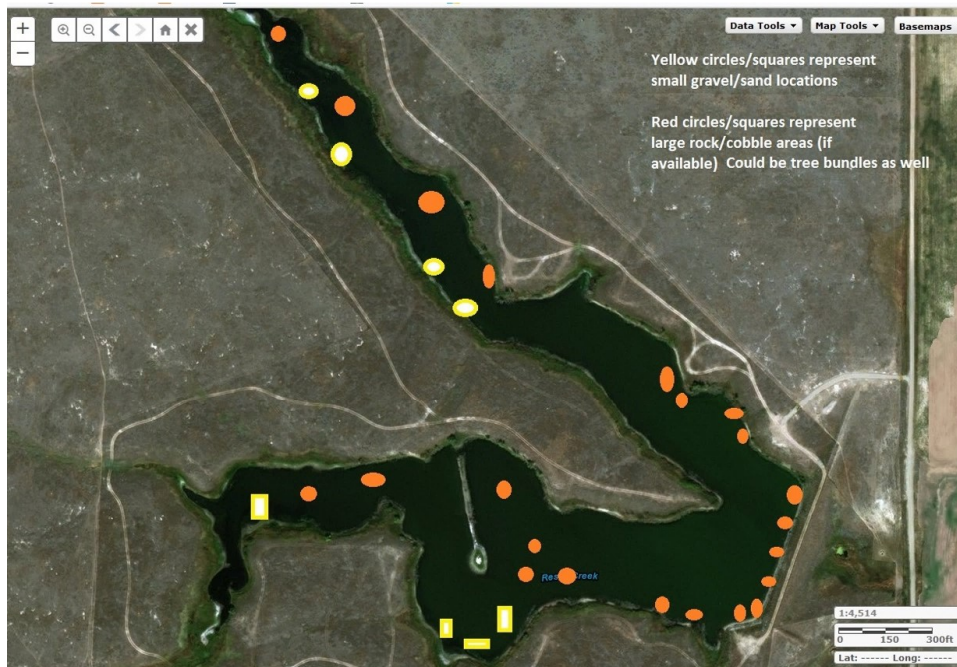 +
−
Data Tools ▼ Map Tools ▼ Basemaps
Yellow circles/squares represent
small gravel/sand locations
Red circles/squares represent
large rock/cobble areas (if
available) Could be tree bundles as well
Creek
1:4,514
0 150 300ft
Lat: ------ Long: ------